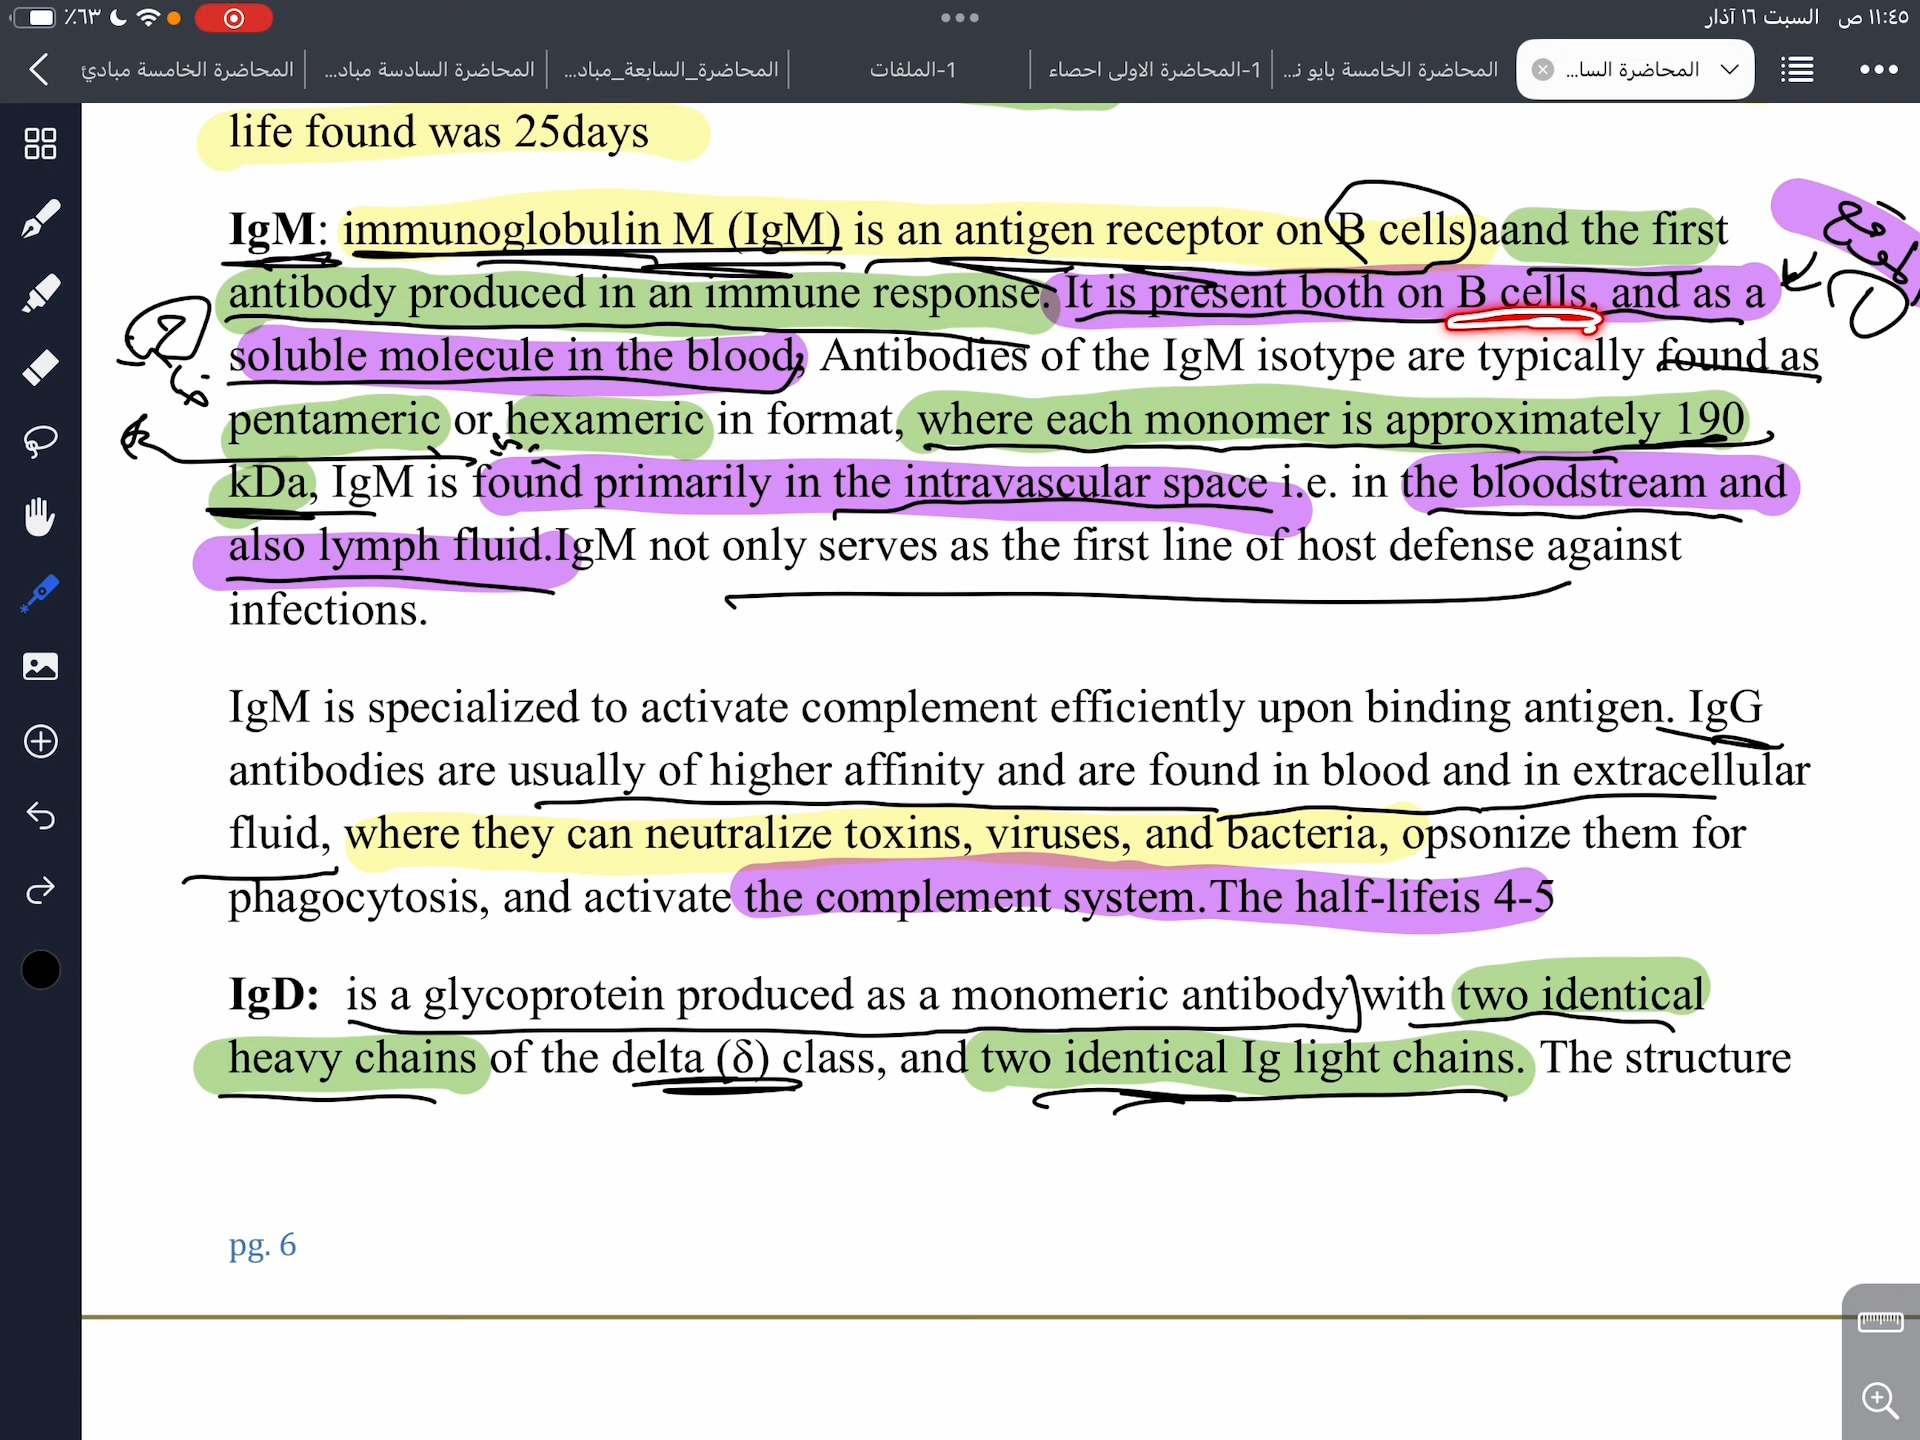 ٪٦٣
السبت ١٦ آذار ١١:٤٥ ص
المحاضرة الخامسة مبادئ
المحاضرة السادسة مباد...
المحاضرة_السابعة_مباد...
1-الملفات
1-المحاضرة الاولى احصاء
المحاضرة الخامسة بايو نـ...
المحاضرة السا...
life found was 25days
IgM: immunoglobulin M (IgM) is an antigen receptor on B cells aand the first
antibody produced in an immune response. It is present both on B cells, and as a
soluble molecule in the blood, Antibodies of the IgM isotype are typically found as
pentameric or hexameric in format, where each monomer is approximately 190
kDa, IgM is found primarily in the intravascular space i.e. in the bloodstream and
also lymph fluid.IgM not only serves as the first line of host defense against
infections.
IgM is specialized to activate complement efficiently upon binding antigen. IgG
antibodies are usually of higher affinity and are found in blood and in extracellular
fluid, where they can neutralize toxins, viruses, and bacteria, opsonize them for
phagocytosis, and activate the complement system.The half-lifeis 4-5
IgD: is a glycoprotein produced as a monomeric antibody with two identical
heavy chains of the delta (δ) class, and two identical Ig light chains. The structure
pg. 6